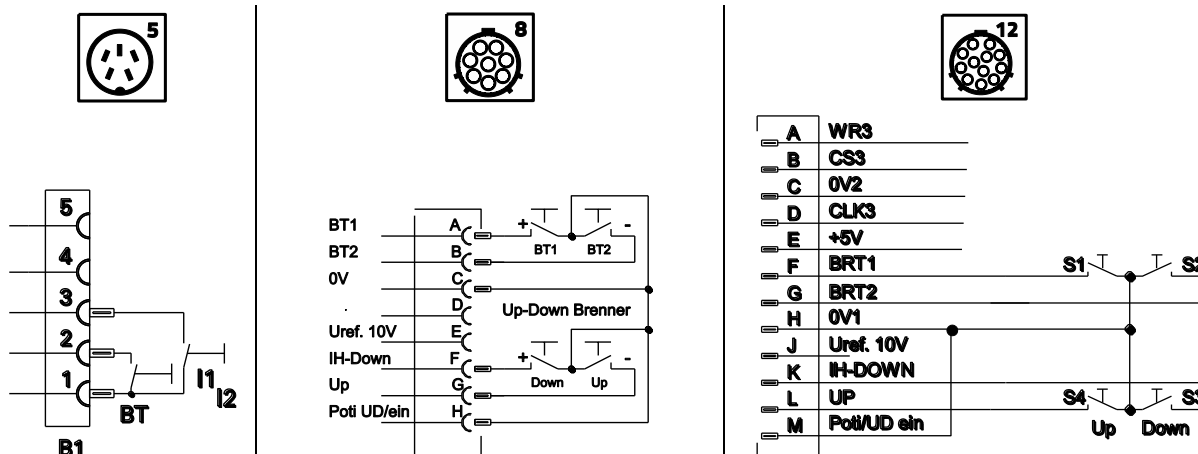 5
5
4
3
2
1
I1
I2
BT
B1
8
BT1
A
+
-
BT2
B
BT1
BT2
0V
C
.
D
Up-Down Brenner
Uref. 10V
E
IH-Down
F
+
-
Up
G
Down
Up
Poti UD/ein
H
12
A WR3
B CS3
C 0V2
D CLK3
E +5V
F BRT1
S1
G BRT2
H 0V1
J Uref. 10V
K IH-DOWN
L UP
S4
M Poti/UD ein
Up
Down